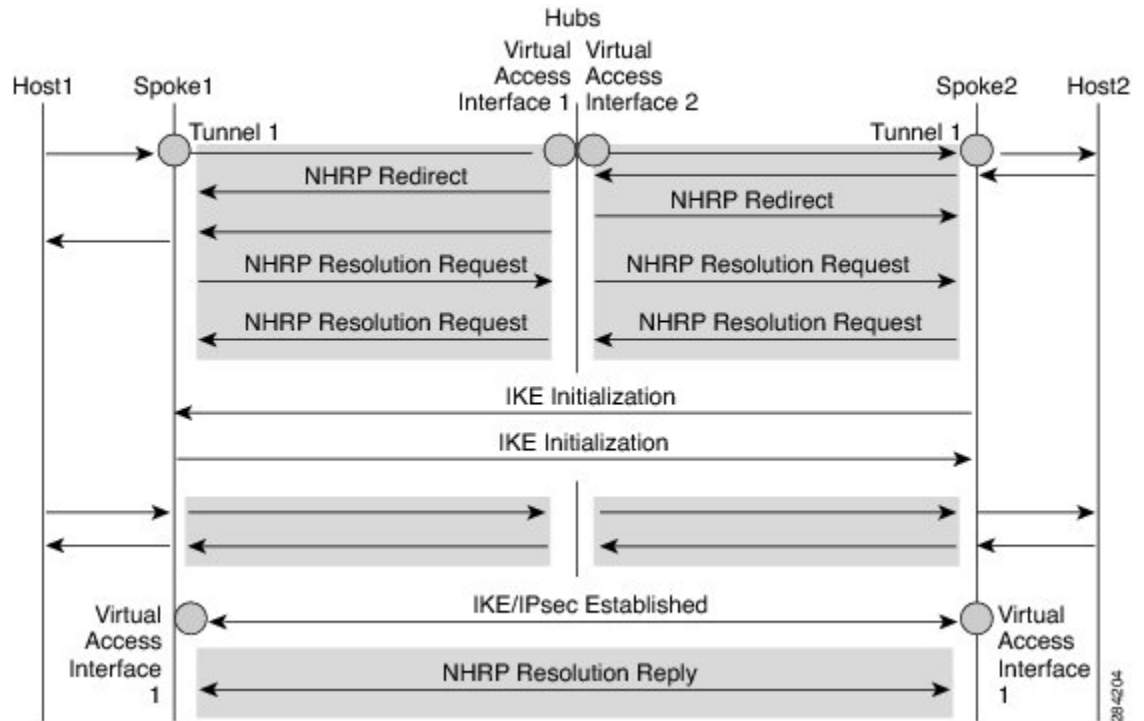 Hubs
Virtual Access Interface 1
Virtual Access Interface 2
Host1
Spoke1
Spoke2
Host2
Tunnel 1
Tunnel 1
NHRP Redirect
NHRP Redirect
NHRP Resolution Request
NHRP Resolution Request
NHRP Resolution Request
NHRP Resolution Request
IKE Initialization
IKE Initialization
IKE/IPsec Established
Virtual
Access
Interface
1
Virtual
Access
Interface
1
NHRP Resolution Reply
284204